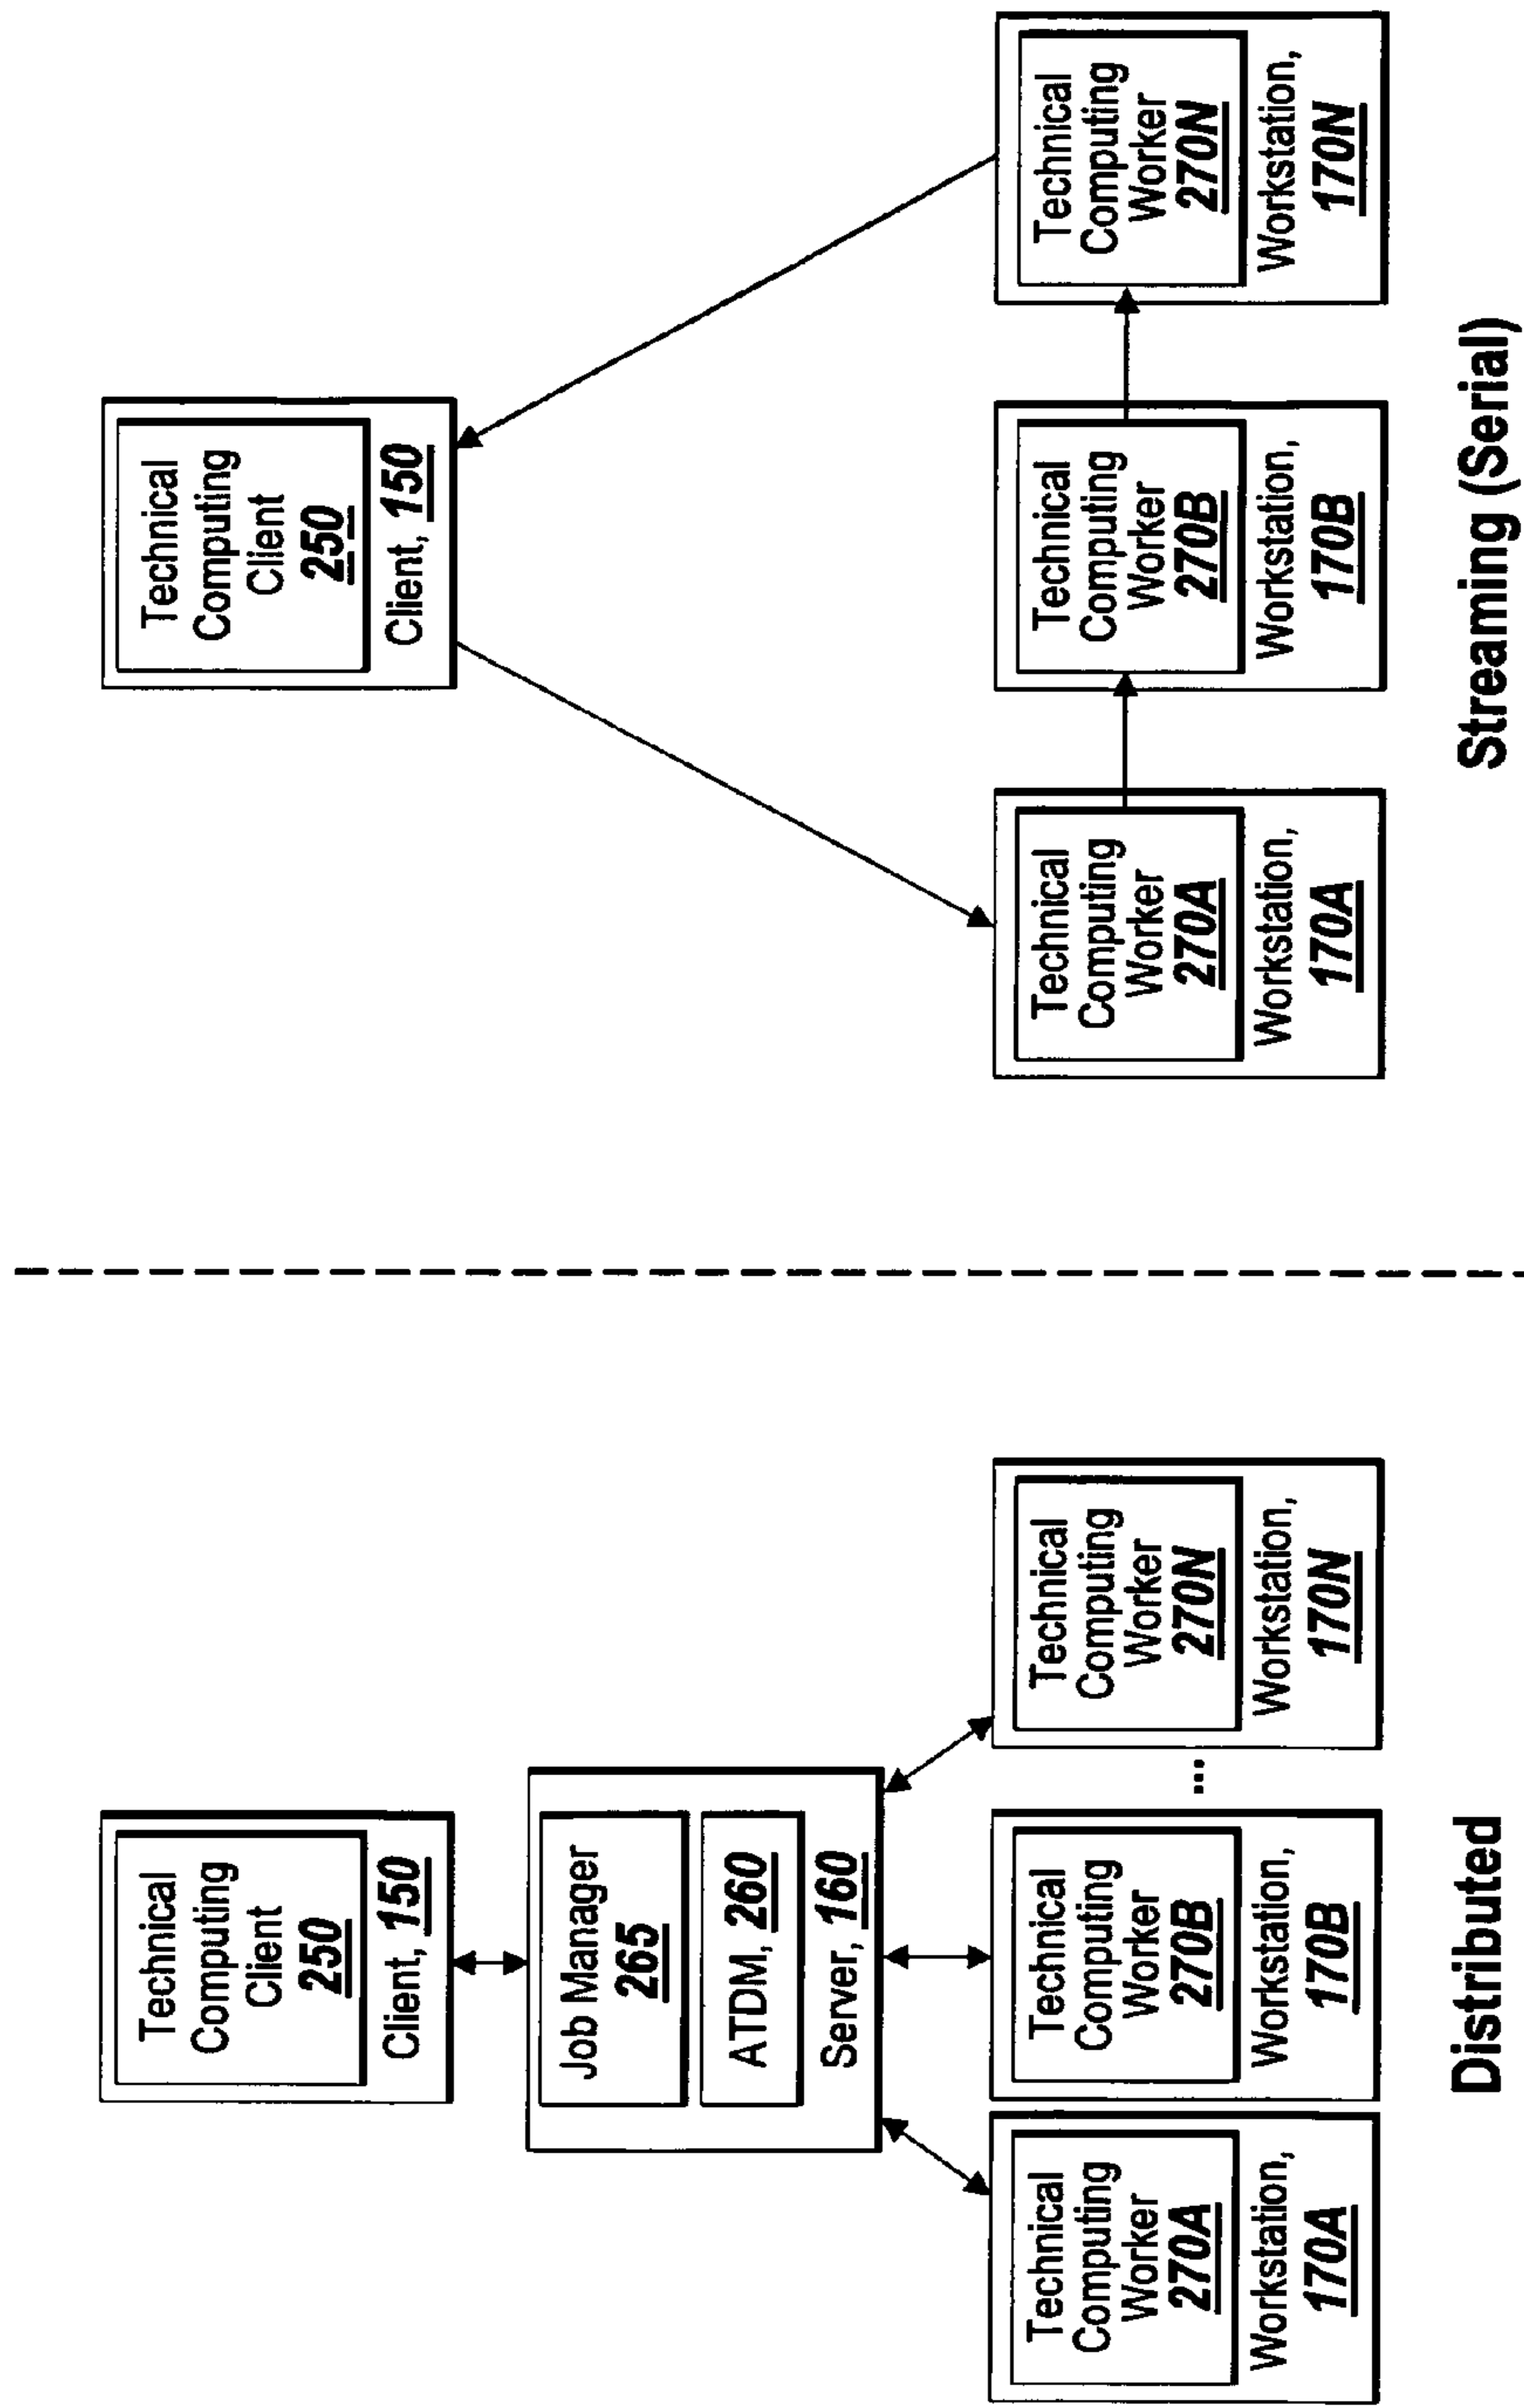 Technical
Computing
Client
250
Client, 150
Job Manager
265
ATDM, 260
Server, 160
Technical
Computing
Worker
270A
Workstation,
170A
Technical
Computing
Worker
270B
Workstation,
170B
...
Technical
Computing
Worker
270N
Workstation,
170N
Distributed
Technical
Computing
Client
250
Client, 150
Technical
Computing
Worker
270A
Workstation,
170A
Technical
Computing
Worker
270B
Workstation,
170B
Technical
Computing
Worker
270N
Workstation,
170N
Streaming (Serial)